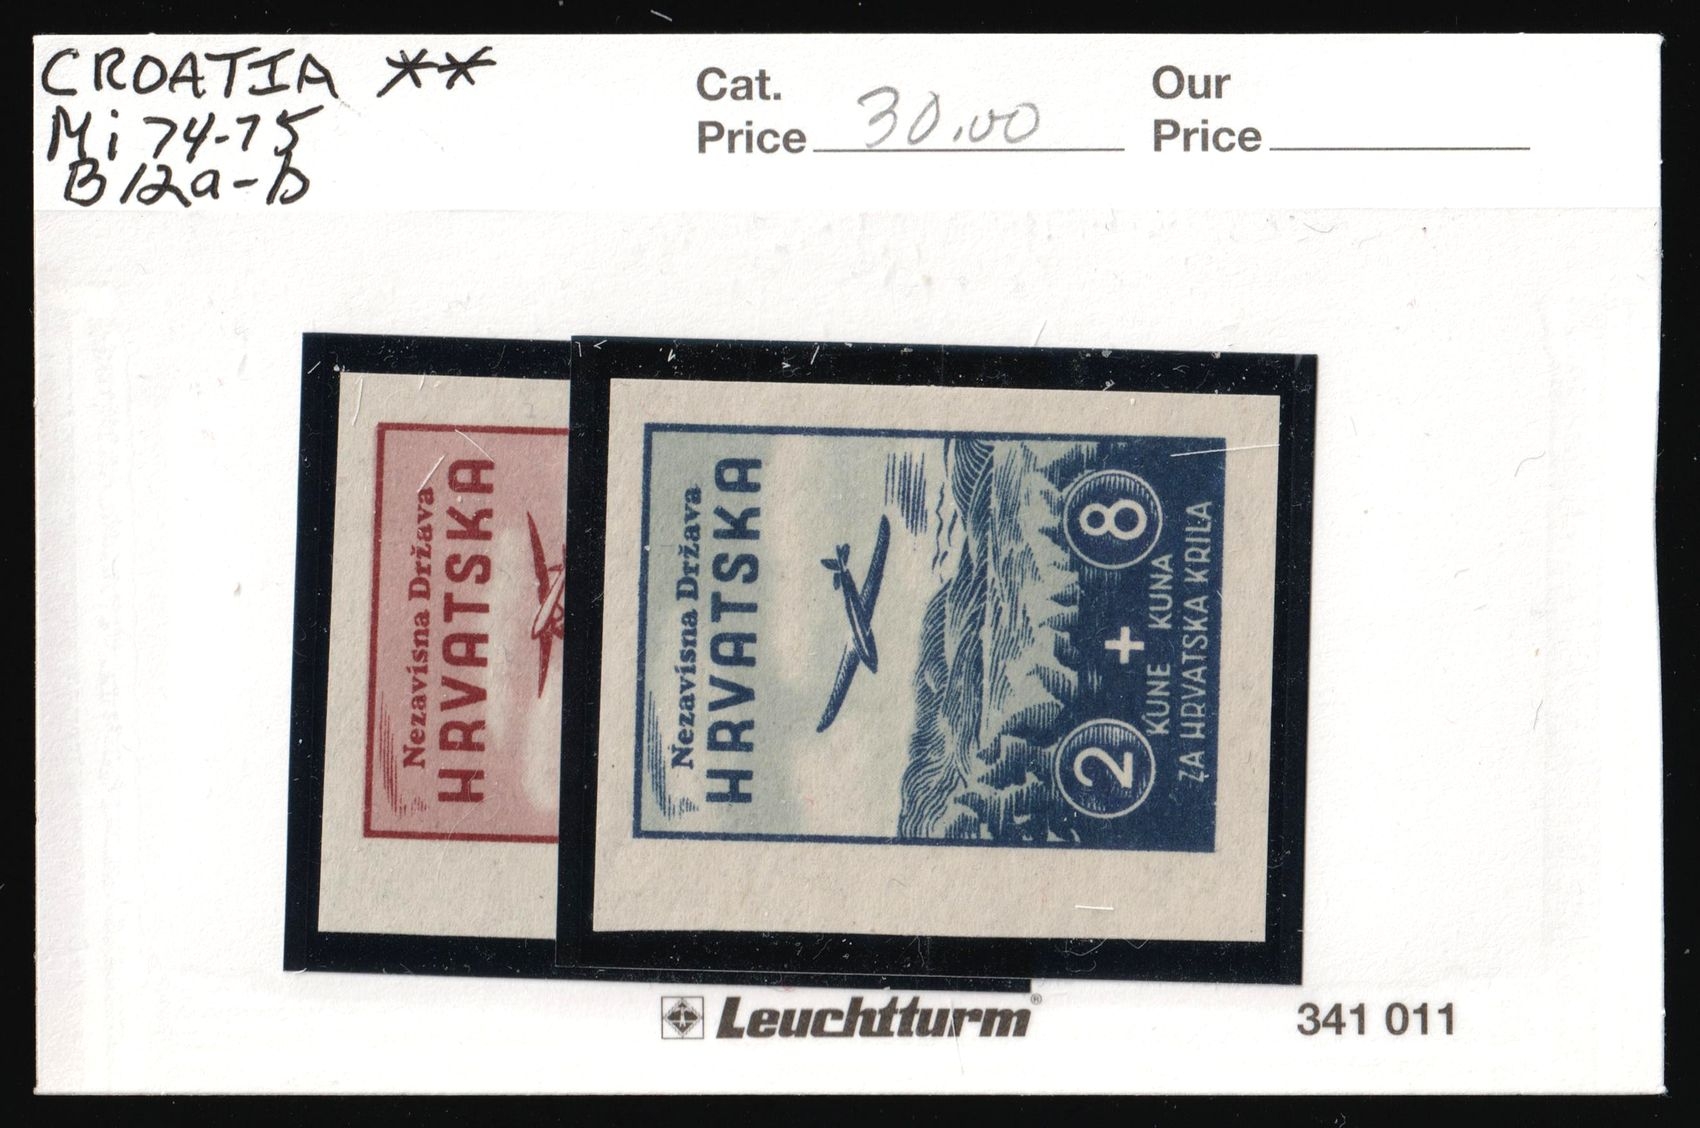 CROATIA **
Mi 74-75
B12a-b
Cat.
Price 30.00
Our
Price
Nezavisna Država
HRVATSKA
Nezavisna Država
HRVATSKA
2 + 8
KUNE KUNA
ZA HRVATSKA KRILA
Leuchtturm®
341 011